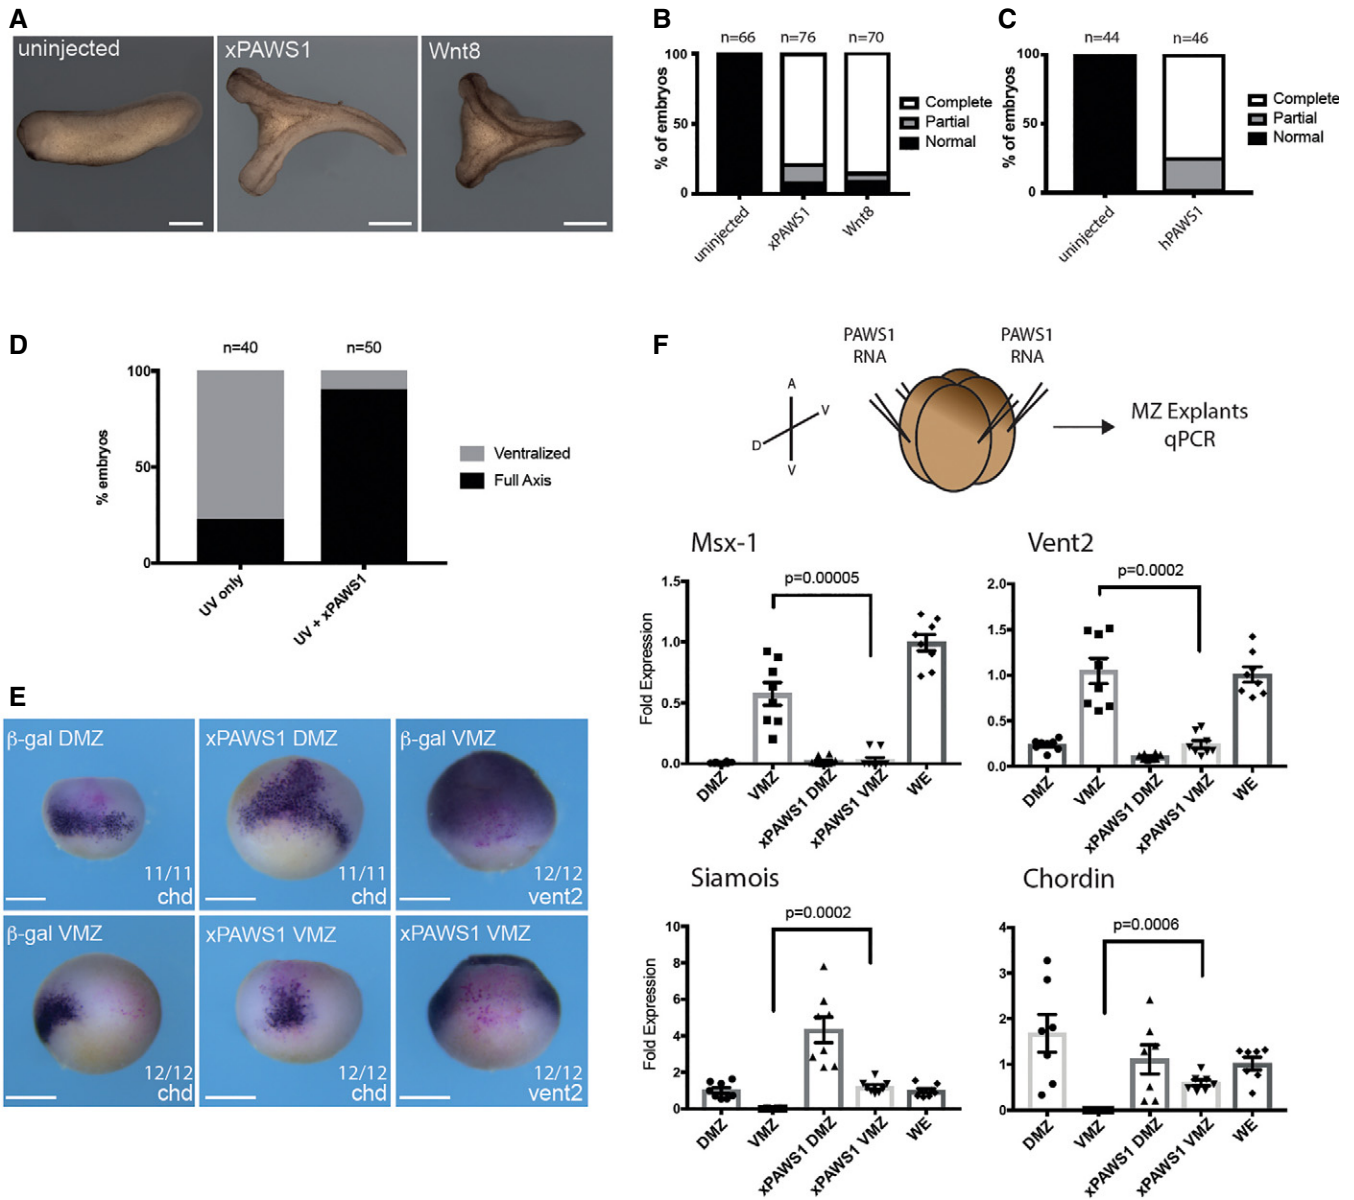 A
uninjected
xPAWS1
Wnt8
B
n=66
n=76
n=70
% of embryos
100
50
0
uninjected
xPAWS1
Wnt8
Complete
Partial
Normal
C
n=44
n=46
% of embryos
100
50
0
uninjected
hPAWS1
Complete
Partial
Normal
D
n=40
n=50
% embryos
100
50
0
UV only
UV + xPAWS1
Ventralized
Full Axis
E
β-gal DMZ
11/11
chd
xPAWS1 DMZ
11/11
chd
β-gal VMZ
12/12
vent2
β-gal VMZ
12/12
chd
xPAWS1 VMZ
12/12
chd
xPAWS1 VMZ
12/12
vent2
F
PAWS1
RNA
PAWS1
RNA
A
V
D
V
MZ Explants
qPCR
Msx-1
p=0.00005
Fold Expression
1.5
1.0
0.5
0.0
DMZ
VMZ
xPAWS1 DMZ
xPAWS1 VMZ
WE
Vent2
p=0.0002
2.0
1.5
1.0
0.5
0.0
DMZ
VMZ
xPAWS1 DMZ
xPAWS1 VMZ
WE
Siamois
p=0.0002
Fold Expression
10
8
6
4
2
0
DMZ
VMZ
xPAWS1 DMZ
xPAWS1 VMZ
WE
Chordin
p=0.0006
4
3
2
1
0
DMZ
VMZ
xPAWS1 DMZ
xPAWS1 VMZ
WE